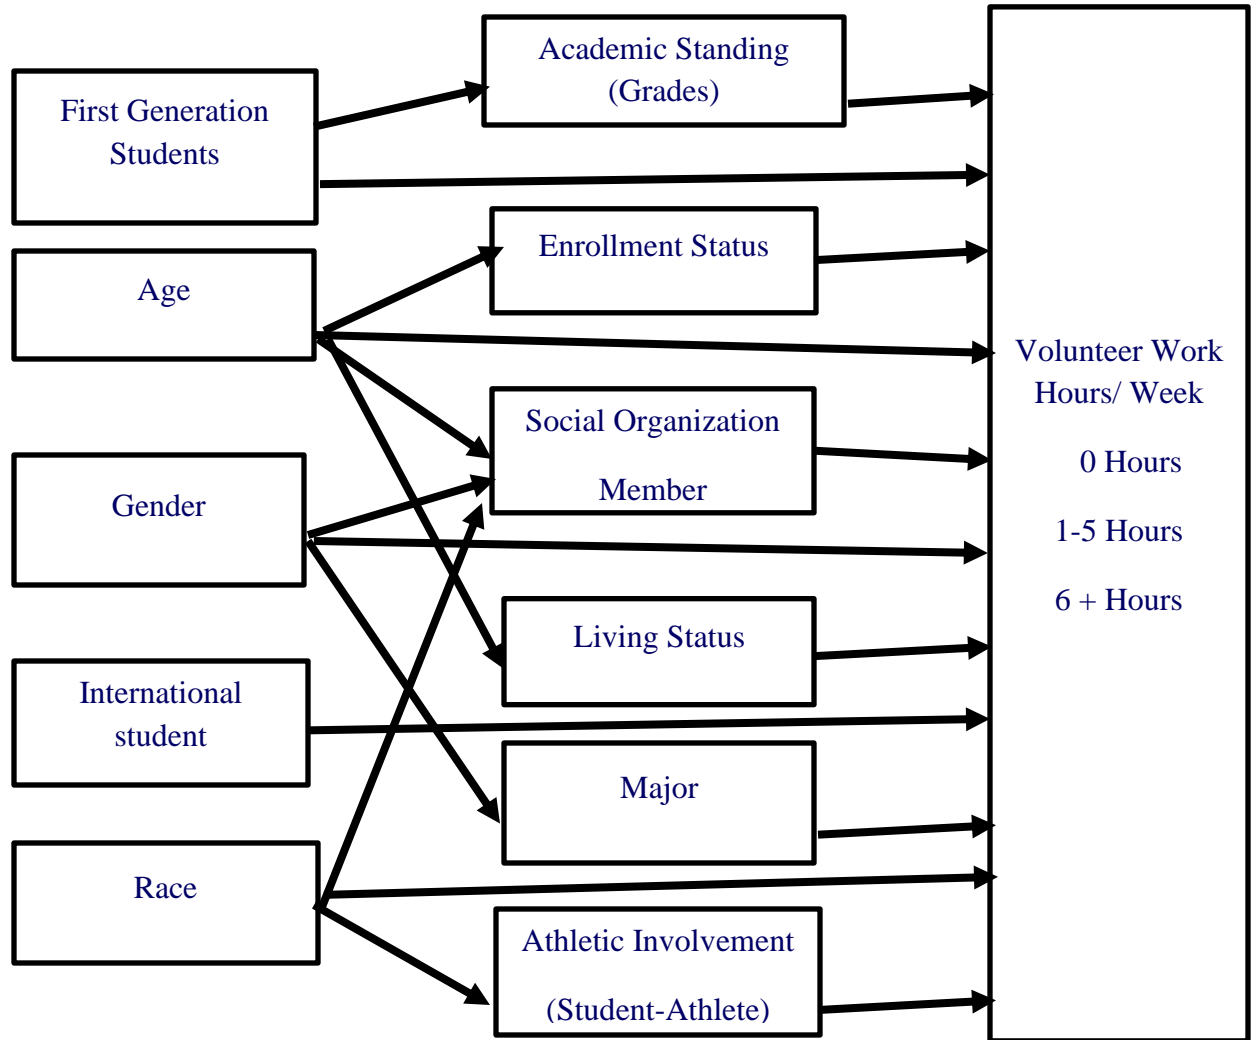 First Generation
Students
Age
Gender
International
student
Race
Academic Standing
(Grades)
Enrollment Status
Social Organization
Member
Living Status
Major
Athletic Involvement
(Student-Athlete)
Volunteer Work
Hours/ Week
0 Hours
1-5 Hours
6 + Hours